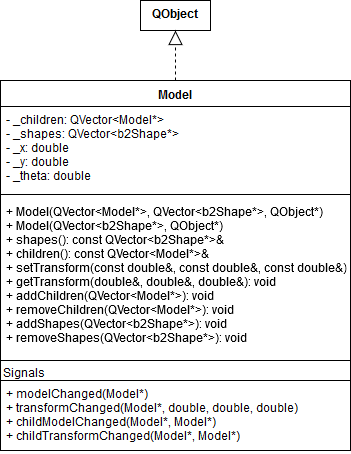 QObject
Model
- _children: QVector<Model*>
- _shapes: QVector<b2Shape*>
- _x: double
- _y: double
- _theta: double
+ Model(QVector<Model*>, QVector<b2Shape*>, QObject*)
+ Model(QVector<b2Shape*>, QObject*)
+ shapes(): const QVector<b2Shape*>&
+ children(): const QVector<Model*>&
+ setTransform(const double&, const double&, const double&)
+ getTransform(double&, double&, double&): void
+ addChildren(QVector<Model*>): void
+ removeChildren(QVector<Model*>): void
+ addShapes(QVector<b2Shape*>): void
+ removeShapes(QVector<b2Shape*>): void
Signals
+ modelChanged(Model*)
+ transformChanged(Model*, double, double, double)
+ childModelChanged(Model*, Model*)
+ childTransformChanged(Model*, Model*)